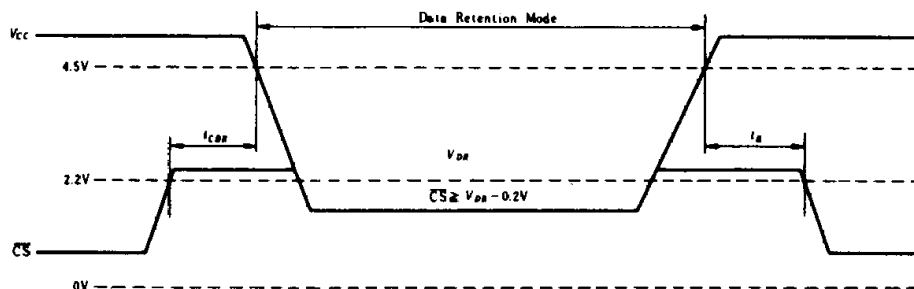 Data Retention Mode
VCC
4.5V
tCDR
tR
VDR
2.2V
CS ≧ VDR − 0.2V
CS
0V